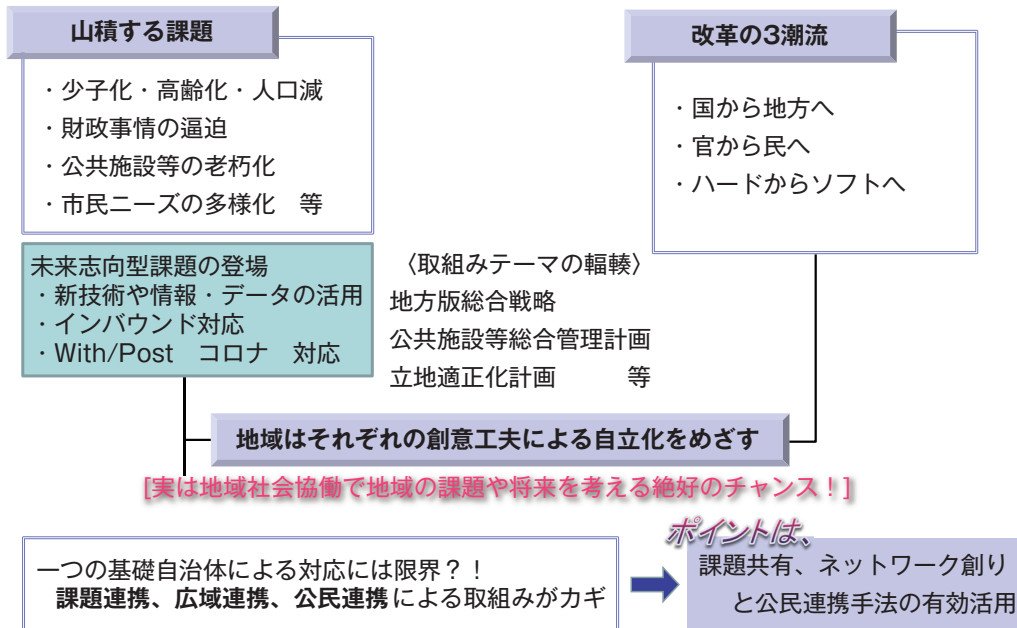 山積する課題
・少子化・高齢化・人口減
・財政事情の逼迫
・公共施設等の老朽化
・市民ニーズの多様化　等
改革の3潮流
・国から地方へ
・官から民へ
・ハードからソフトへ
未来志向型課題の登場
・新技術や情報・データの活用
・インバウンド対応
・With/Post　コロナ　対応
〈取組みテーマの輻輳〉
地方版総合戦略
公共施設等総合管理計画
立地適正化計画　　　等
地域はそれぞれの創意工夫による自立化をめざす
[実は地域社会協働で地域の課題や将来を考える絶好のチャンス！]
一つの基礎自治体による対応には限界？！
課題連携、広域連携、公民連携による取組みがカギ
ポイントは、
課題共有、ネットワーク創り
と公民連携手法の有効活用